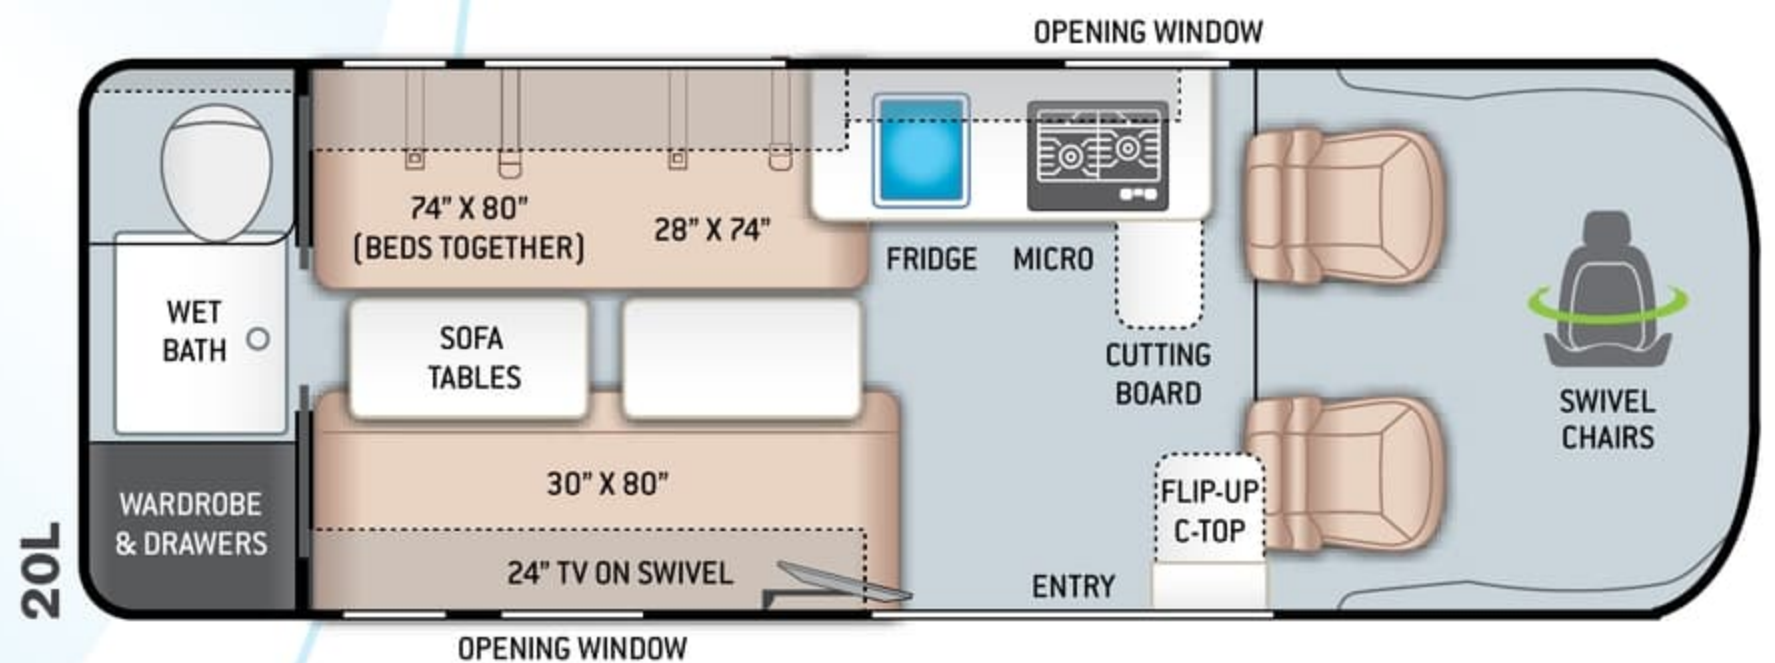 OPENING WINDOW
74” X 80”
(BEDS TOGETHER)
28” X 74”
FRIDGE
MICRO
WET
BATH
SOFA
TABLES
CUTTING
BOARD
SWIVEL
CHAIRS
WARDROBE
& DRAWERS
30” X 80”
FLIP-UP
C-TOP
24” TV ON SWIVEL
ENTRY
20L
OPENING WINDOW